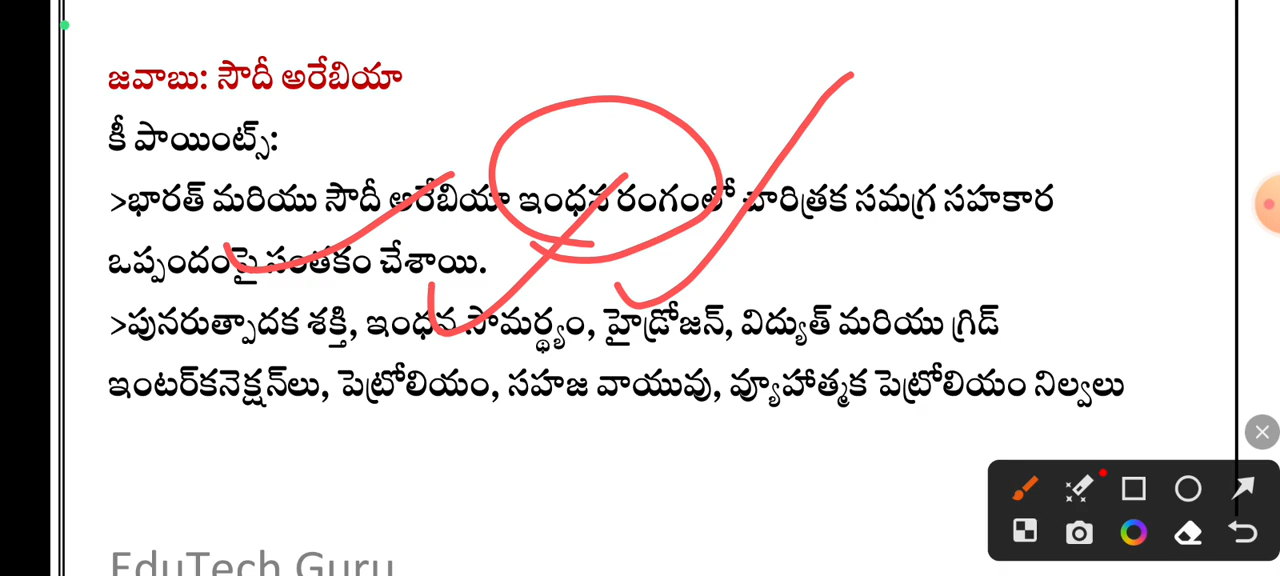 జవాబు: సౌదీ అరేబియా
కీ పాయింట్స్:
>భారత్ మరియు సౌదీ అరేబియా ఇంధన రంగంలో చారిత్రక సమగ్ర సహకార
ఒప్పందంపై సంతకం చేశాయి.
>పునరుత్పాదక శక్తి, ఇంధన సామర్థ్యం, హైడ్రోజన్, విద్యుత్ మరియు గ్రిడ్
ఇంటర్‌కనెక్షన్‌లు, పెట్రోలియం, సహజ వాయువు, వ్యూహాత్మక పెట్రోలియం నిల్వలు
EduTech Guru